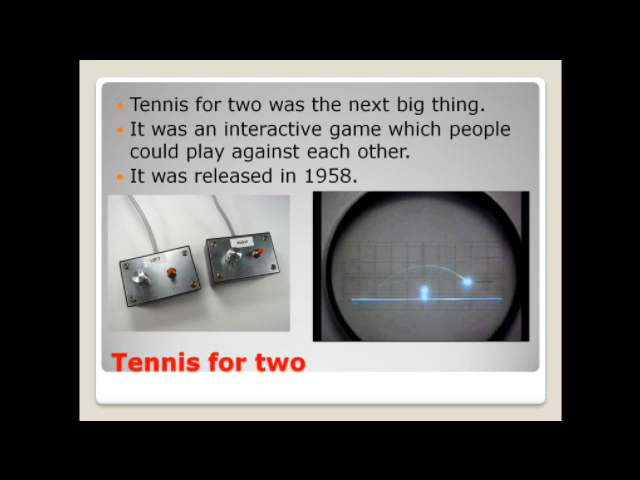 Tennis for two was the next big thing.
It was an interactive game which people
could play against each other.
It was released in 1958.
LEFT
Tennis for two